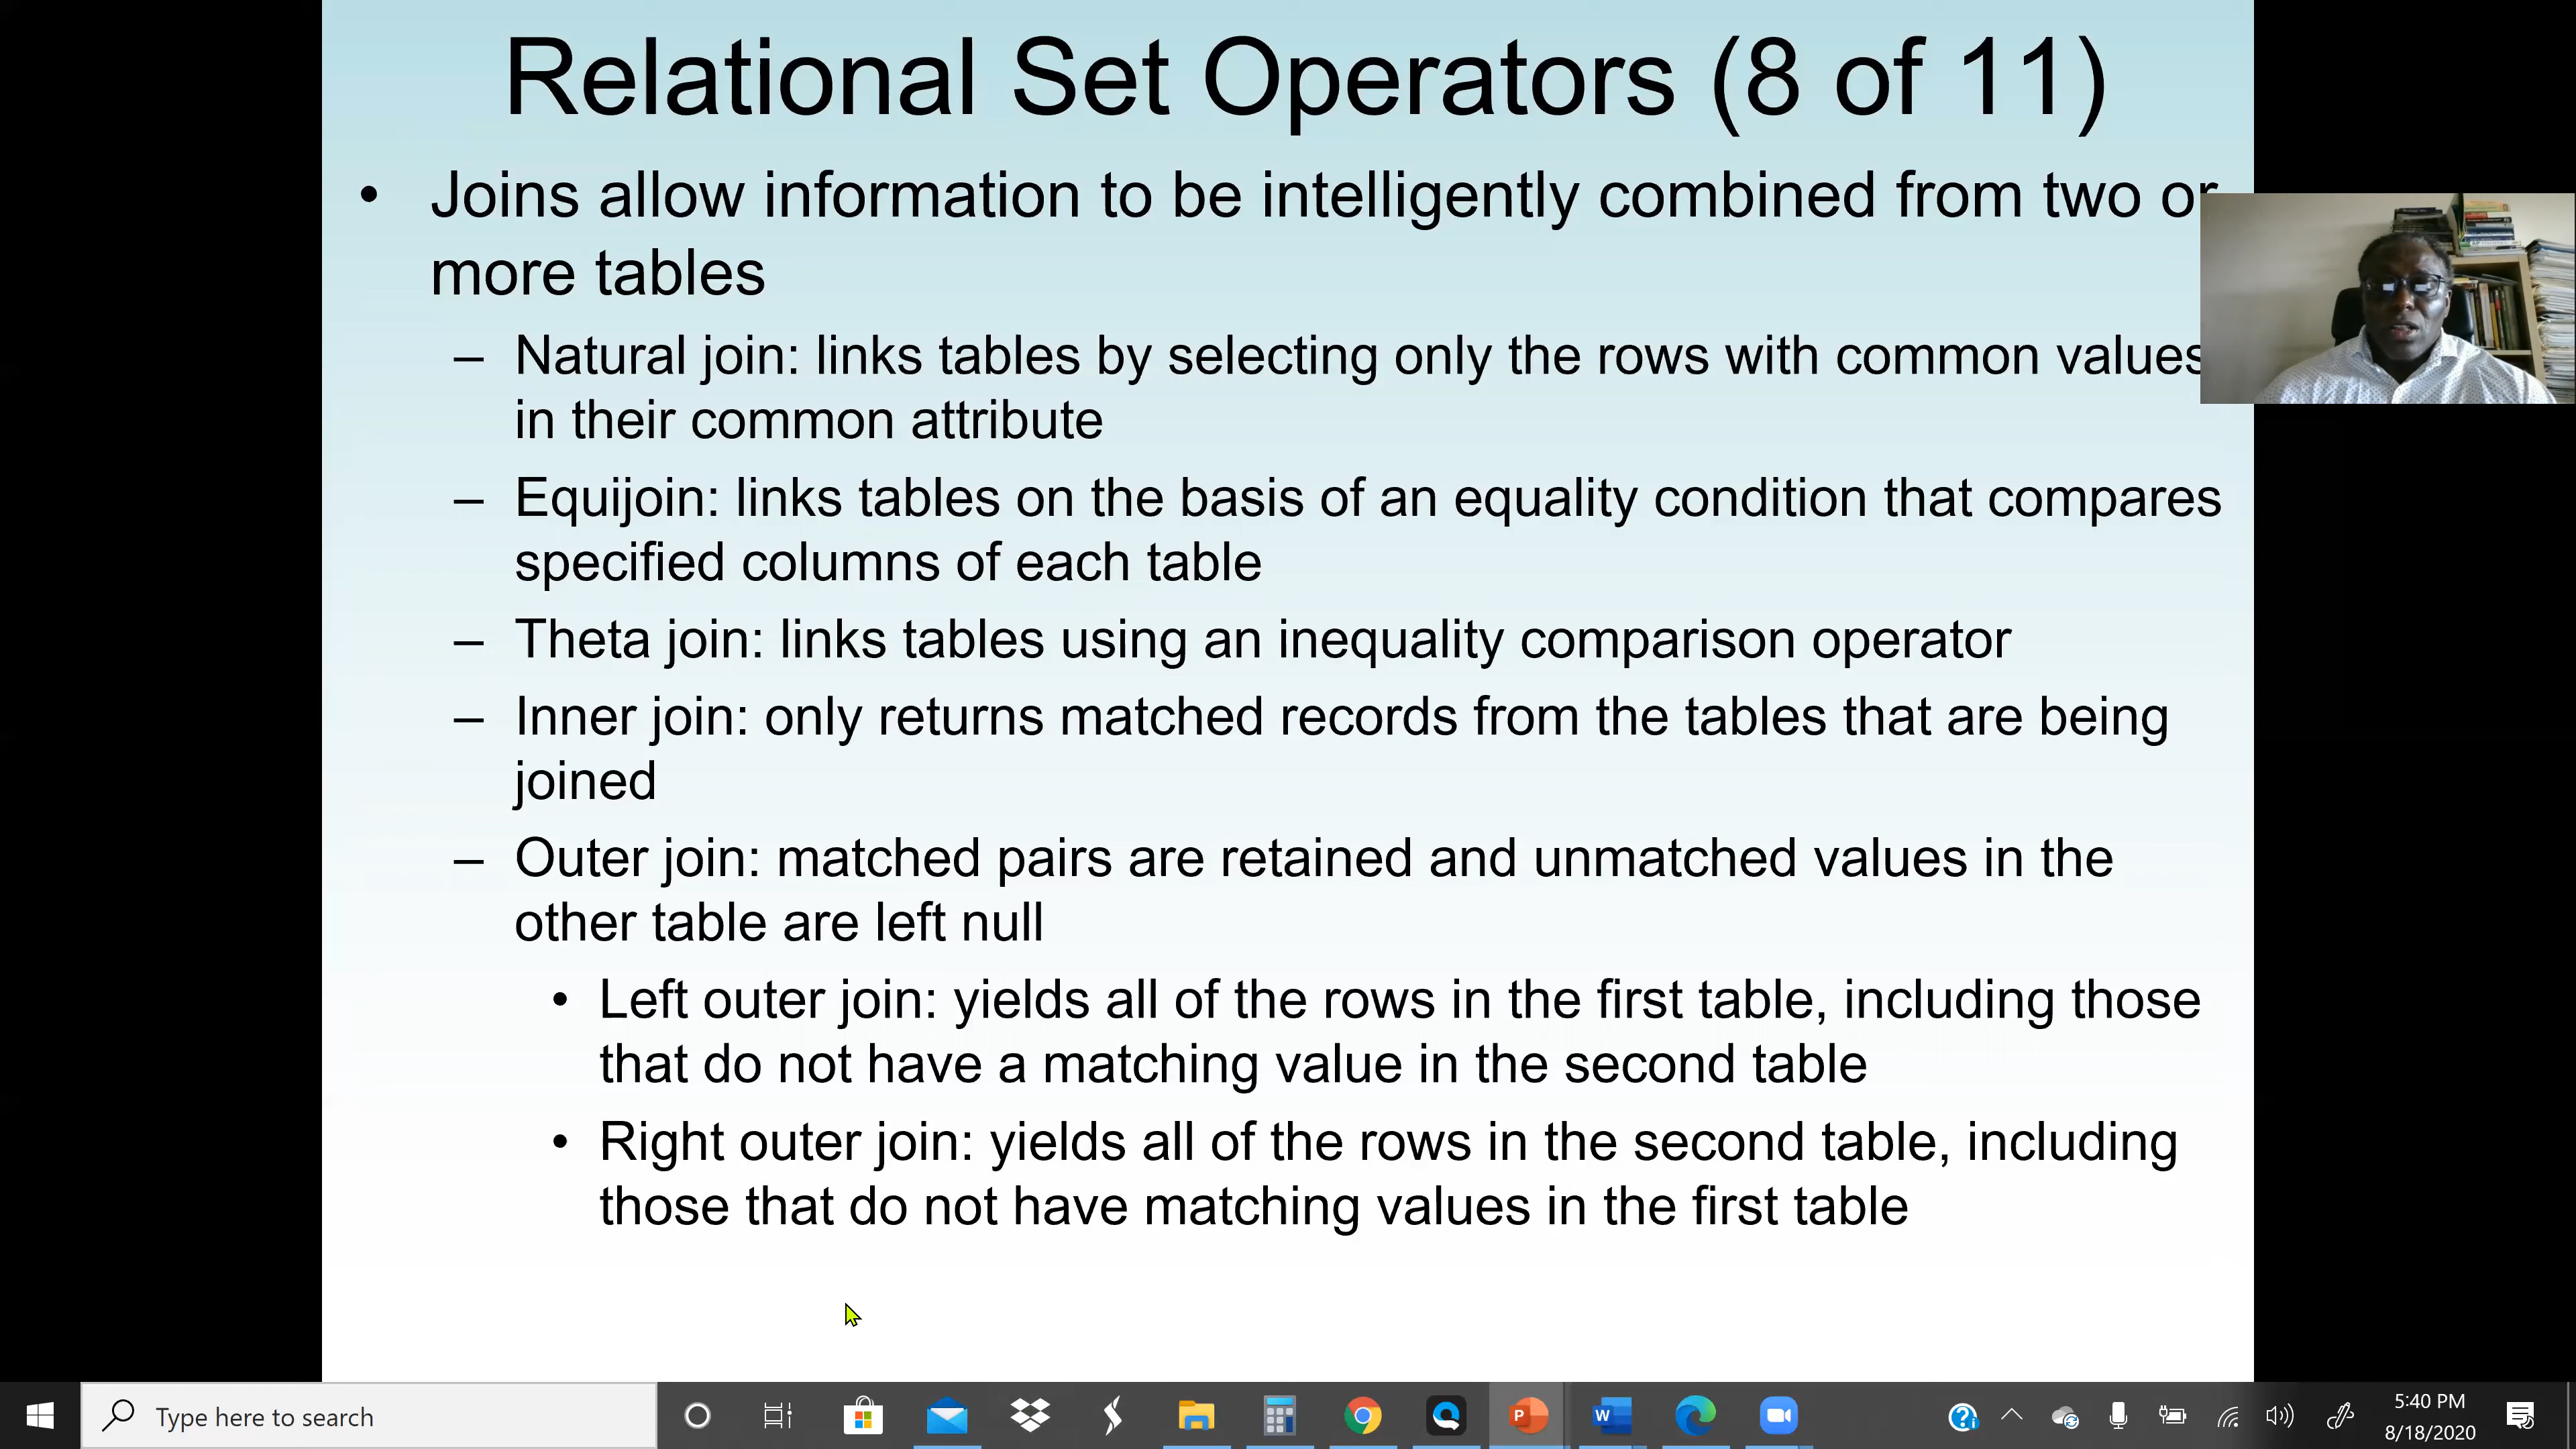 Relational Set Operators (8 of 11)
• Joins allow information to be intelligently combined from two or
more tables
– Natural join: links tables by selecting only the rows with common values
in their common attribute
– Equijoin: links tables on the basis of an equality condition that compares
specified columns of each table
– Theta join: links tables using an inequality comparison operator
– Inner join: only returns matched records from the tables that are being
joined
– Outer join: matched pairs are retained and unmatched values in the
other table are left null
• Left outer join: yields all of the rows in the first table, including those
that do not have a matching value in the second table
• Right outer join: yields all of the rows in the second table, including
those that do not have matching values in the first table
Type here to search
5:40 PM
8/18/2020